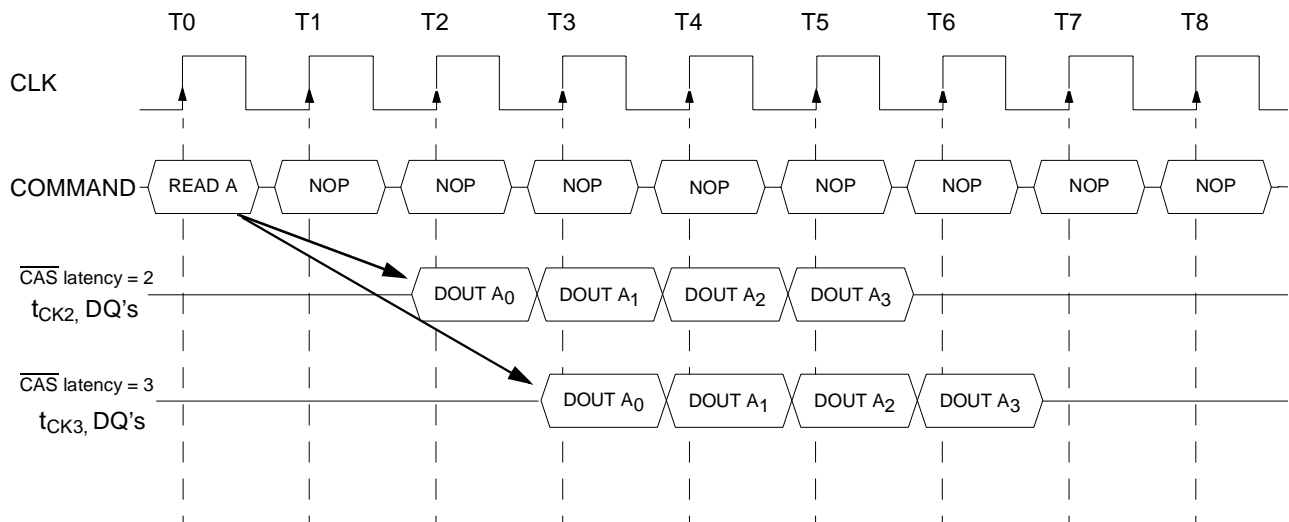 T0 T1 T2 T3 T4 T5 T6 T7 T8
CLK
COMMAND READ A NOP NOP NOP NOP NOP NOP NOP NOP
CAS latency = 2
tCK2, DQ's DOUT A0 DOUT A1 DOUT A2 DOUT A3
CAS latency = 3
tCK3, DQ's DOUT A0 DOUT A1 DOUT A2 DOUT A3